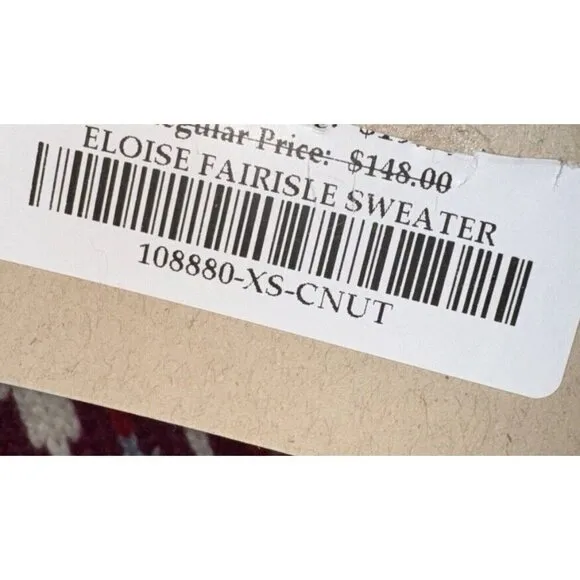 Regular Price: $148.00
ELOISE FAIRISLE SWEATER
108880-XS-CNUT